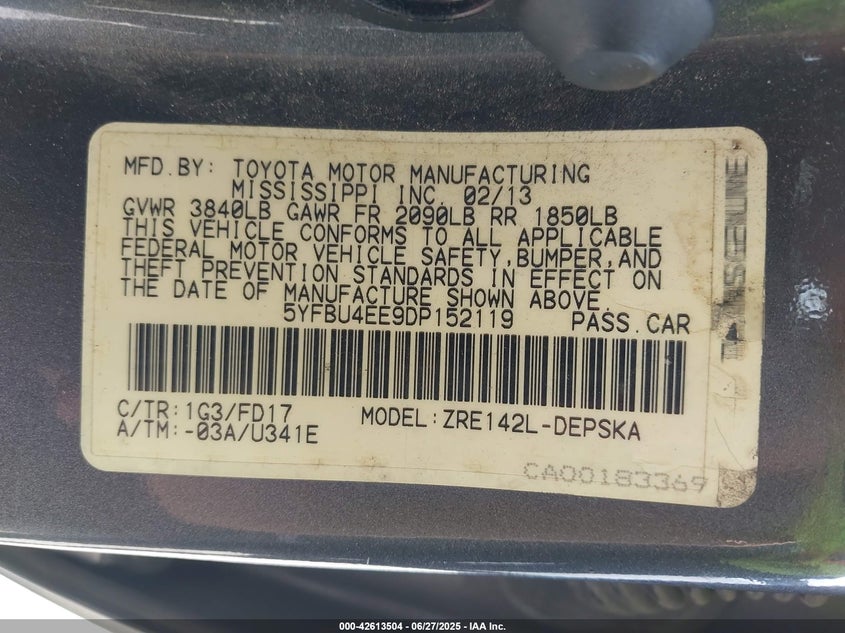 MFD.BY: TOYOTA MOTOR MANUFACTURING
MISSISSIPPI INC. 02/13
GVWR 3840LB GAWR FR 2090LB RR 1850LB
THIS VEHICLE CONFORMS TO ALL APPLICABLE
FEDERAL MOTOR VEHICLE SAFETY,BUMPER,AND
THEFT PREVENTION STANDARDS IN EFFECT ON
THE DATE OF MANUFACTURE SHOWN ABOVE.
5YFBU4EE9DP152119 PASS.CAR
C/TR:1G3/FD17 MODEL:ZRE142L-DEPSKA
A/TM:-03A/U341E
CA00183369
000-42613504 | 06/27/2025 - IAA Inc.